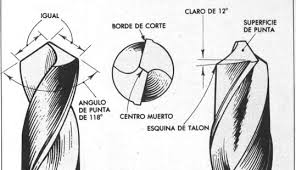 IGUAL
BORDE DE CORTE
CLARO DE 12°
SUPERFICIE
DE PUNTA
ANGULO
DE PUNTA
DE 118°
CENTRO MUERTO
ESQUINA DE TALON